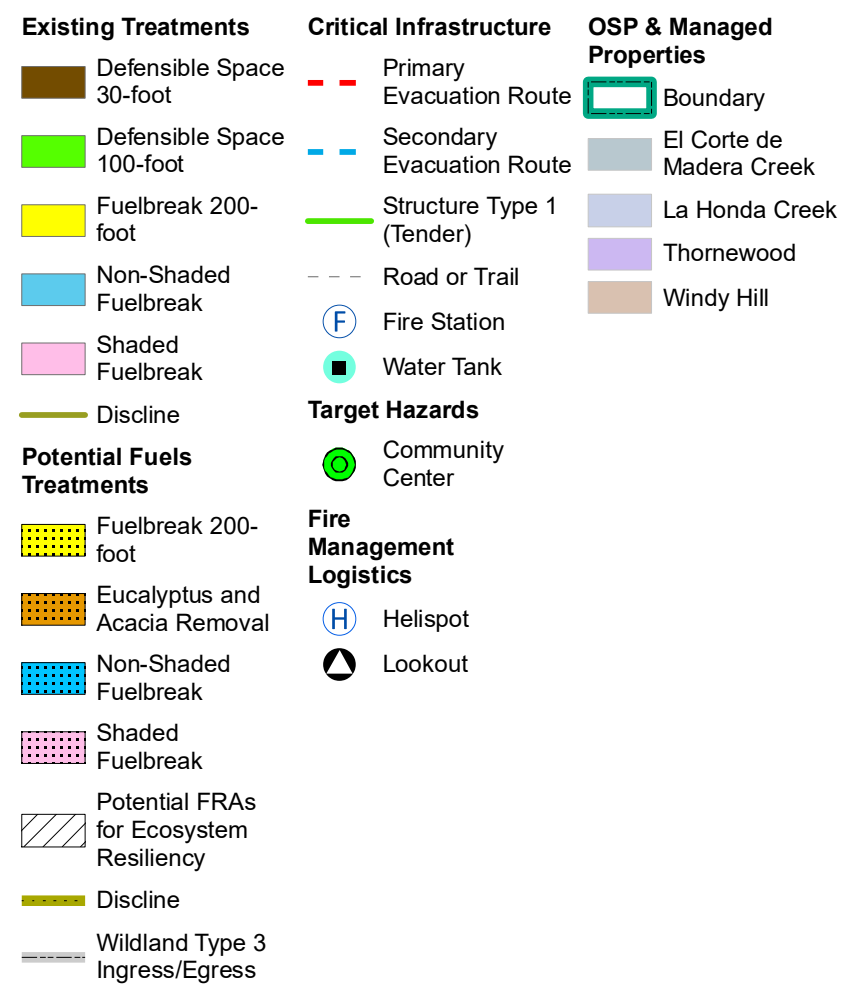 Existing Treatments
Defensible Space
30-foot
Defensible Space
100-foot
Fuelbreak 200-
foot
Non-Shaded
Fuelbreak
Shaded
Fuelbreak
Discline
Potential Fuels
Treatments
Fuelbreak 200-
foot
Eucalyptus and
Acacia Removal
Non-Shaded
Fuelbreak
Shaded
Fuelbreak
Potential FRAs
for Ecosystem
Resiliency
Discline
Wildland Type 3
Ingress/Egress
Critical Infrastructure
Primary
Evacuation Route
Secondary
Evacuation Route
Structure Type 1
(Tender)
Road or Trail
F Fire Station
Water Tank
Target Hazards
Community
Center
Fire
Management
Logistics
H Helispot
Lookout
OSP & Managed
Properties
Boundary
El Corte de
Madera Creek
La Honda Creek
Thornewood
Windy Hill